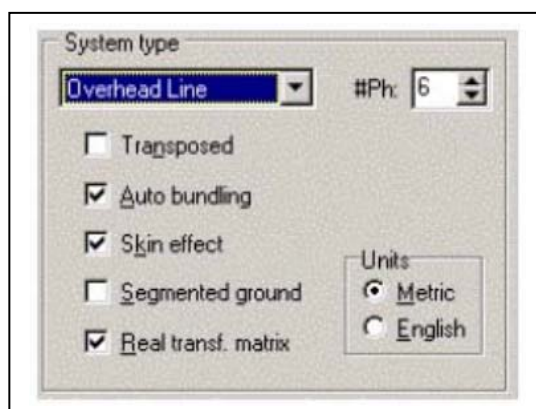 System type
Overhead Line #Ph: 6
Transposed
Auto bundling
Skin effect
Units
Segmented ground Metric
English
Real transf. matrix